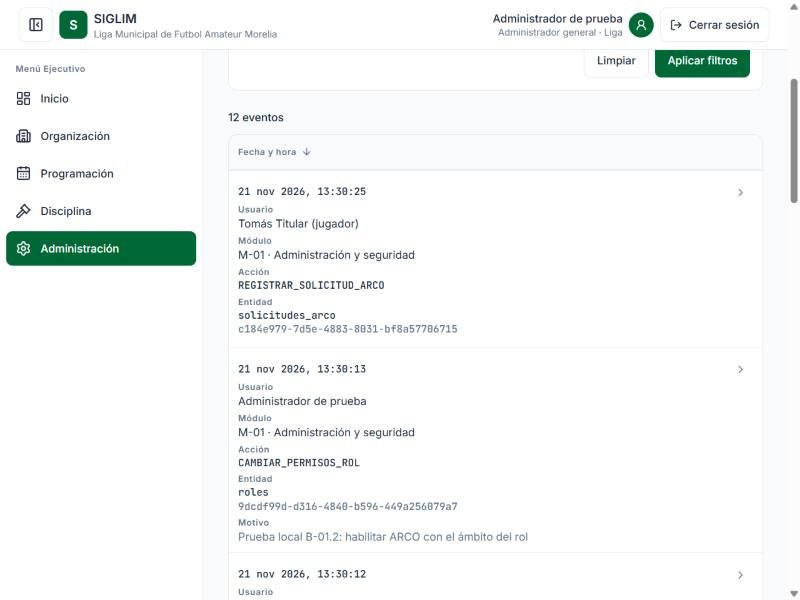 S
SIGLIM
Liga Municipal de Futbol Amateur Morelia
Administrador de prueba
Administrador general · Liga
Cerrar sesión
Menú Ejecutivo
Inicio
Organización
Programación
Disciplina
Administración
Limpiar
Aplicar filtros
12 eventos
Fecha y hora
21 nov 2026, 13:30:25
Usuario
Tomás Titular (jugador)
Módulo
M-01 · Administración y seguridad
Acción
REGISTRAR_SOLICITUD_ARCO
Entidad
solicitudes_arco
c184e979-7d5e-4883-8031-bf8a57706715
21 nov 2026, 13:30:13
Usuario
Administrador de prueba
Módulo
M-01 · Administración y seguridad
Acción
CAMBIAR_PERMISOS_ROL
Entidad
roles
9dcdf99d-d316-4840-b596-449a256079a7
Motivo
Prueba local B-01.2: habilitar ARCO con el ámbito del rol
21 nov 2026, 13:30:12
Usuario